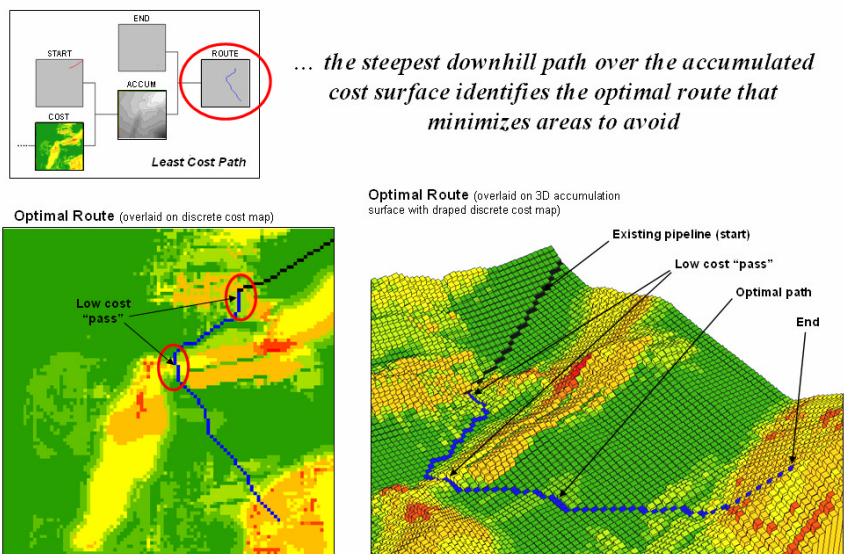 END
START
ROUTE
ACCUM
COST
Least Cost Path
... the steepest downhill path over the accumulated
cost surface identifies the optimal route that
minimizes areas to avoid
Optimal Route (overlaid on discrete cost map)
Low cost
"pass"
Optimal Route (overlaid on 3D accumulation
surface with draped discrete cost map)
Existing pipeline (start)
Low cost "pass"
Optimal path
End